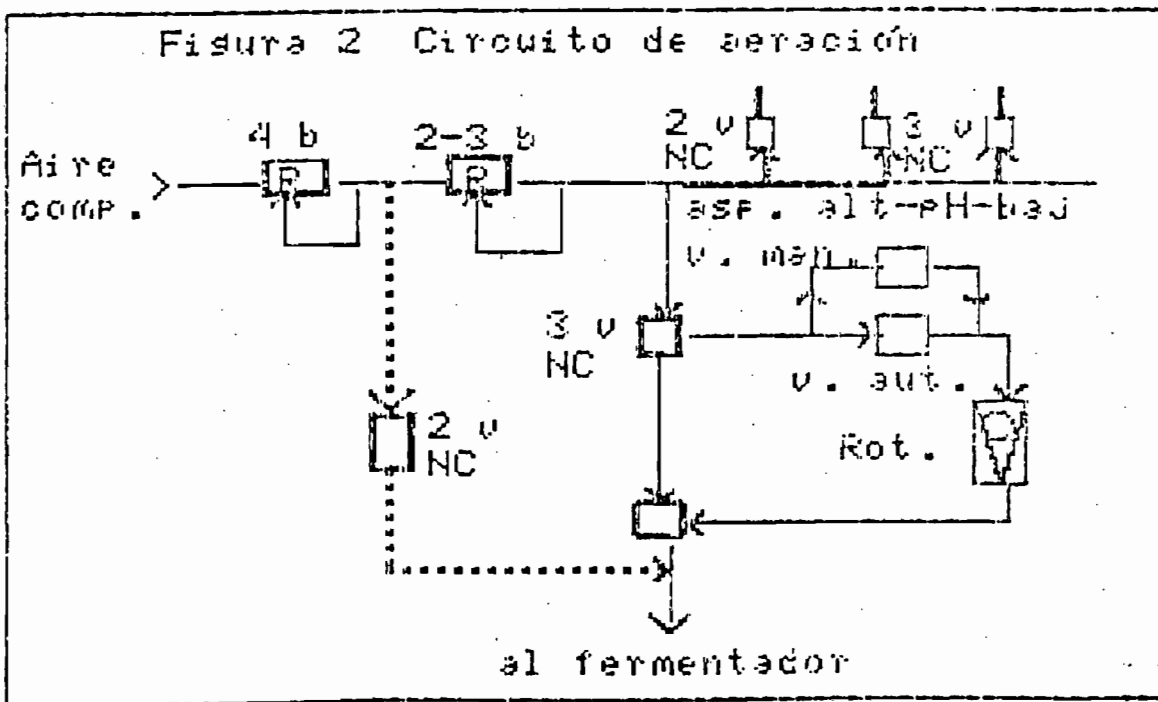 Figura 2 Circuito de aeración
4 b
2-3 b
2 v
NC
3 v
NC
Aire
comp.
R
R
asp. alt-pH-baj
v. man.
3 v
NC
v. aut.
2 v
NC
Rot.
al fermentador